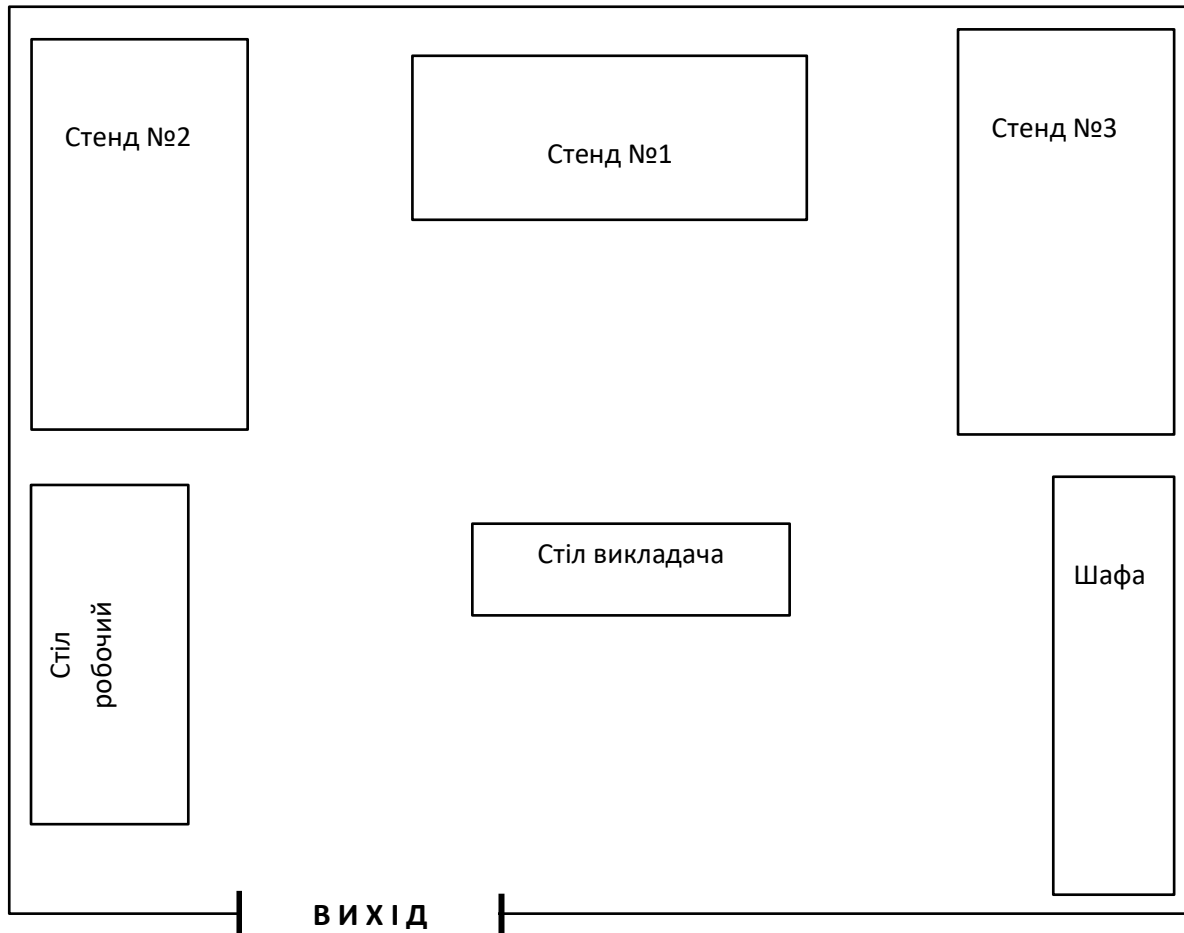 Стенд №2
Стенд №1
Стенд №3
Стіл викладача
Шафа
Стіл
робочий
В И Х І Д